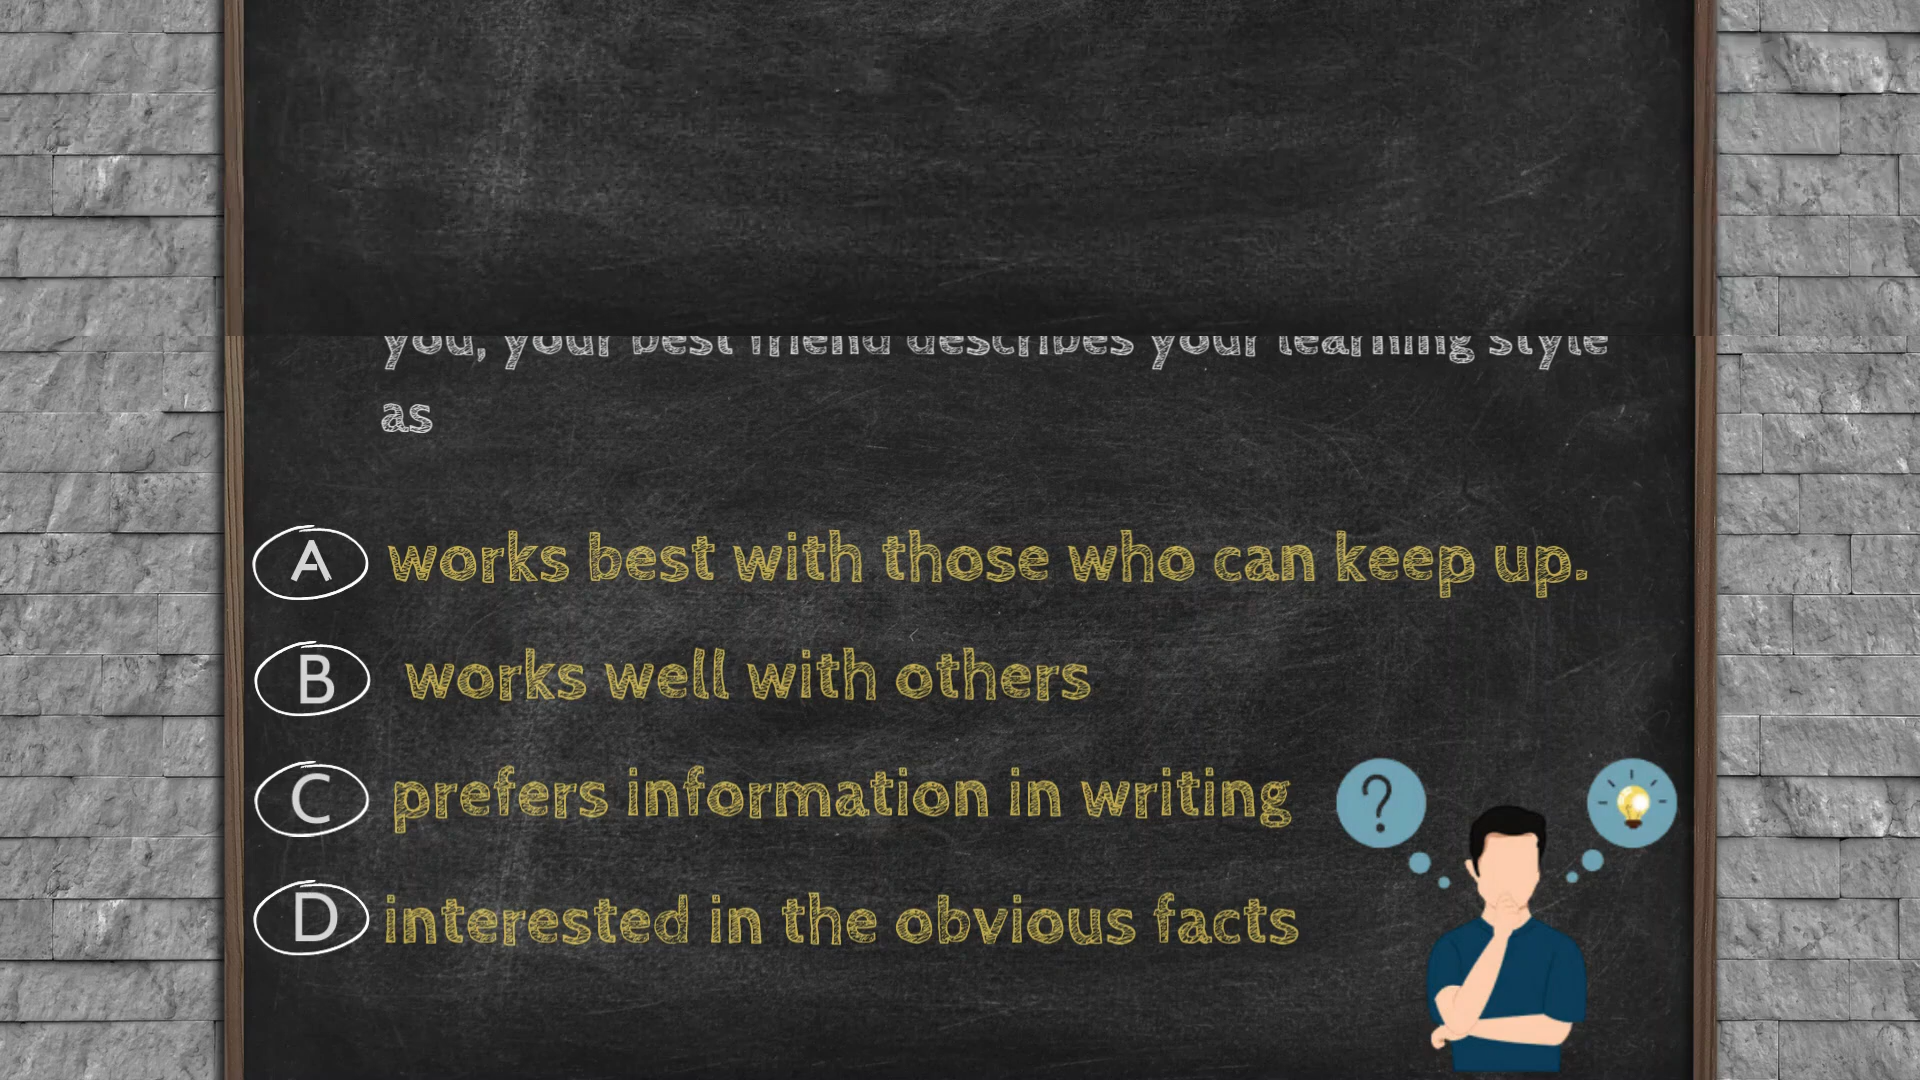 you, your best friend describes your learning style
as
A works best with those who can keep up.
B works well with others
C prefers information in writing
D interested in the obvious facts
?